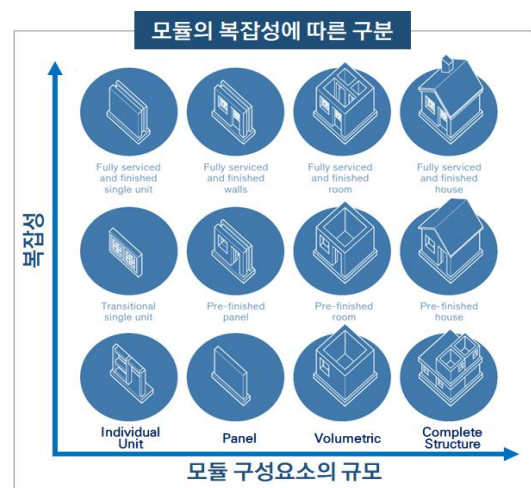 모듈의 복잡성에 따른 구분
복잡성
Fully serviced
and finished
single unit
Fully serviced
and finished
walls
Fully serviced
and finished
room
Fully serviced
and finished
house
Transitional
single unit
Pre-finished
panel
Pre-finished
room
Pre-finished
house
Individual
Unit
Panel
Volumetric
Complete
Structure
모듈 구성요소의 규모